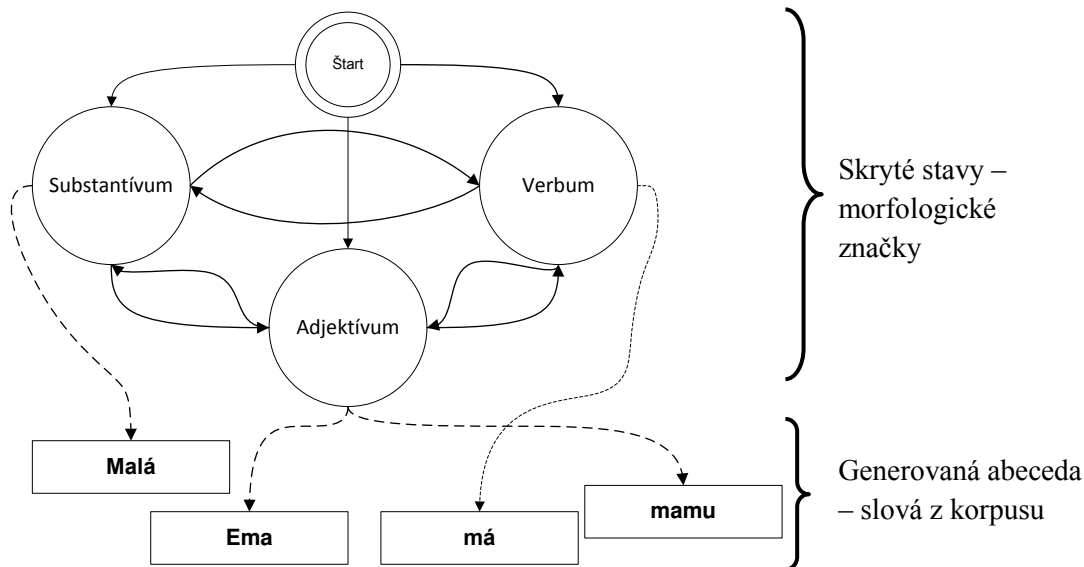 Štart
Substantívum
Verbum
Adjektívum
Skryté stavy –
morfologické
značky
Malá
Ema
má
mamu
Generovaná abeceda
– slová z korpusu